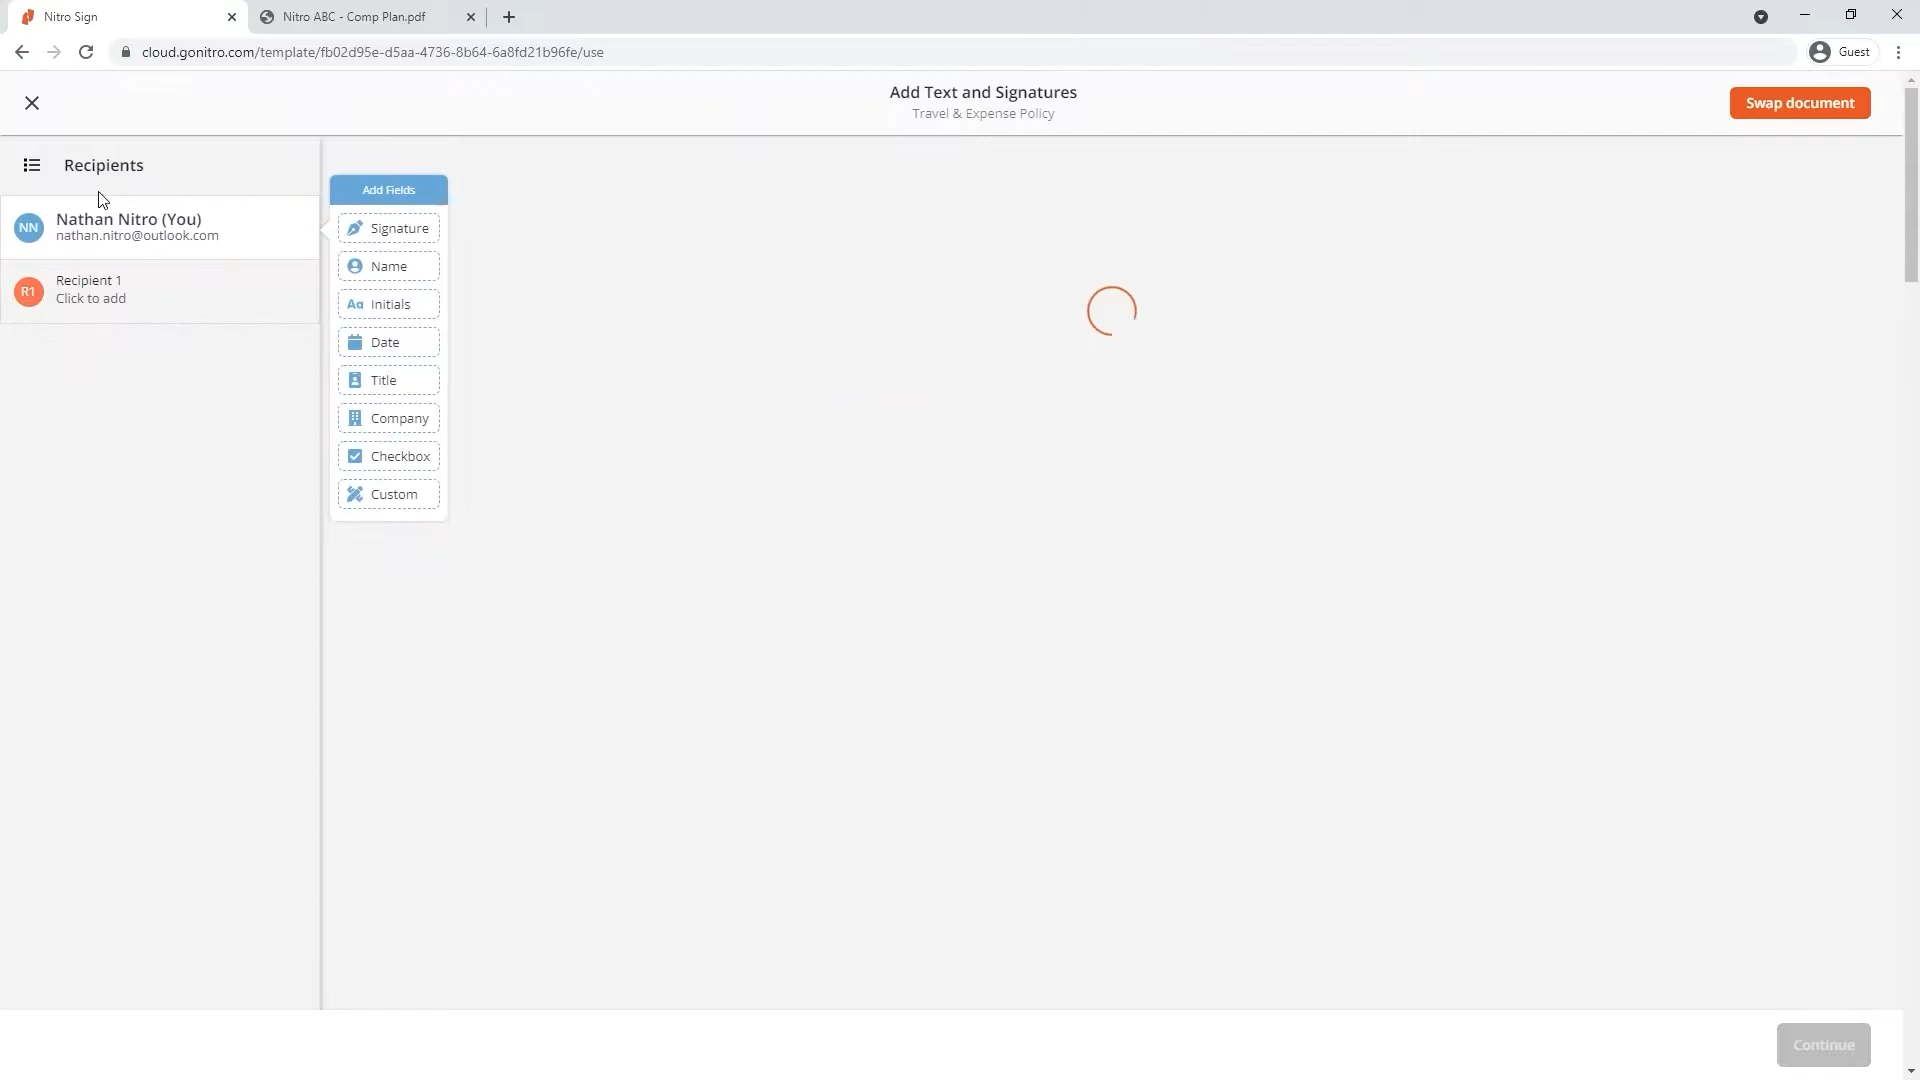 Nitro Sign
Nitro ABC - Comp Plan.pdf
cloud.gonitro.com/template/fb02d95e-d5aa-4736-8b64-6a8fd21b96fe/use
Guest
Add Text and Signatures
Travel & Expense Policy
Swap document
Recipients
NN
Nathan Nitro (You)
nathan.nitro@outlook.com
R1
Recipient 1
Click to add
Add Fields
Signature
Name
Aa Initials
Date
Title
Company
Checkbox
Custom
Continue